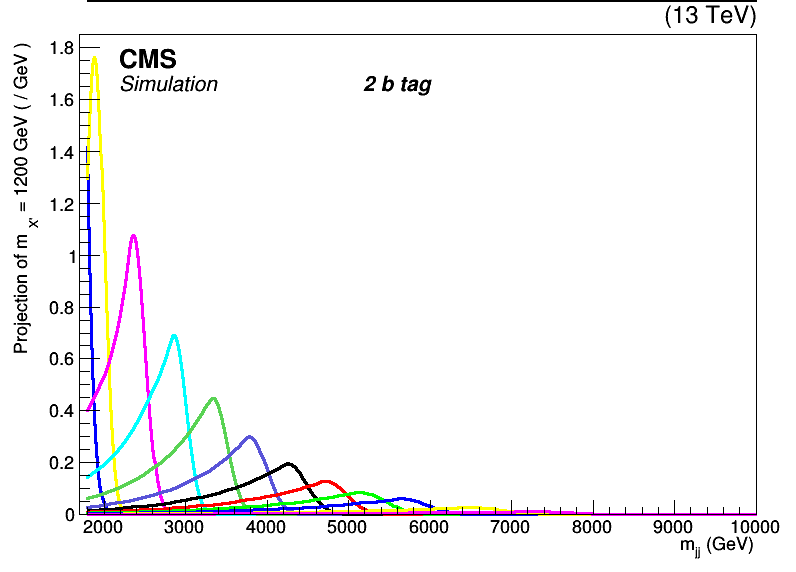 (13 TeV)
CMS
Simulation
2 b tag
Projection of m x' = 1200 GeV ( / GeV )
1.8
1.6
1.4
1.2
1
0.8
0.6
0.4
0.2
0
2000 3000 4000 5000 6000 7000 8000 9000 10000
m jj (GeV)